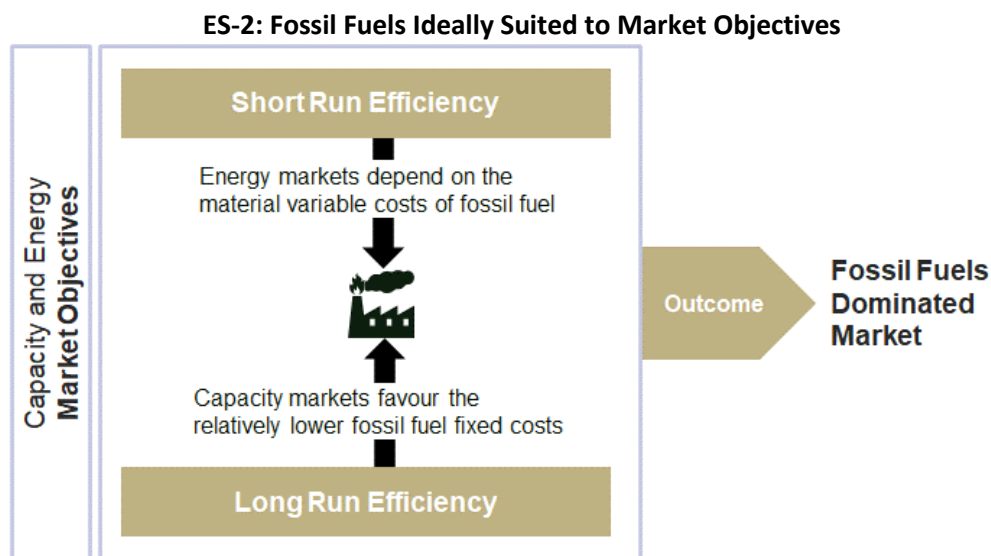 ES-2: Fossil Fuels Ideally Suited to Market Objectives
Capacity and Energy
Market Objectives
Short Run Efficiency
Energy markets depend on the
material variable costs of fossil fuel
Capacity markets favour the
relatively lower fossil fuel fixed costs
Long Run Efficiency
Outcome
Fossil Fuels
Dominated
Market